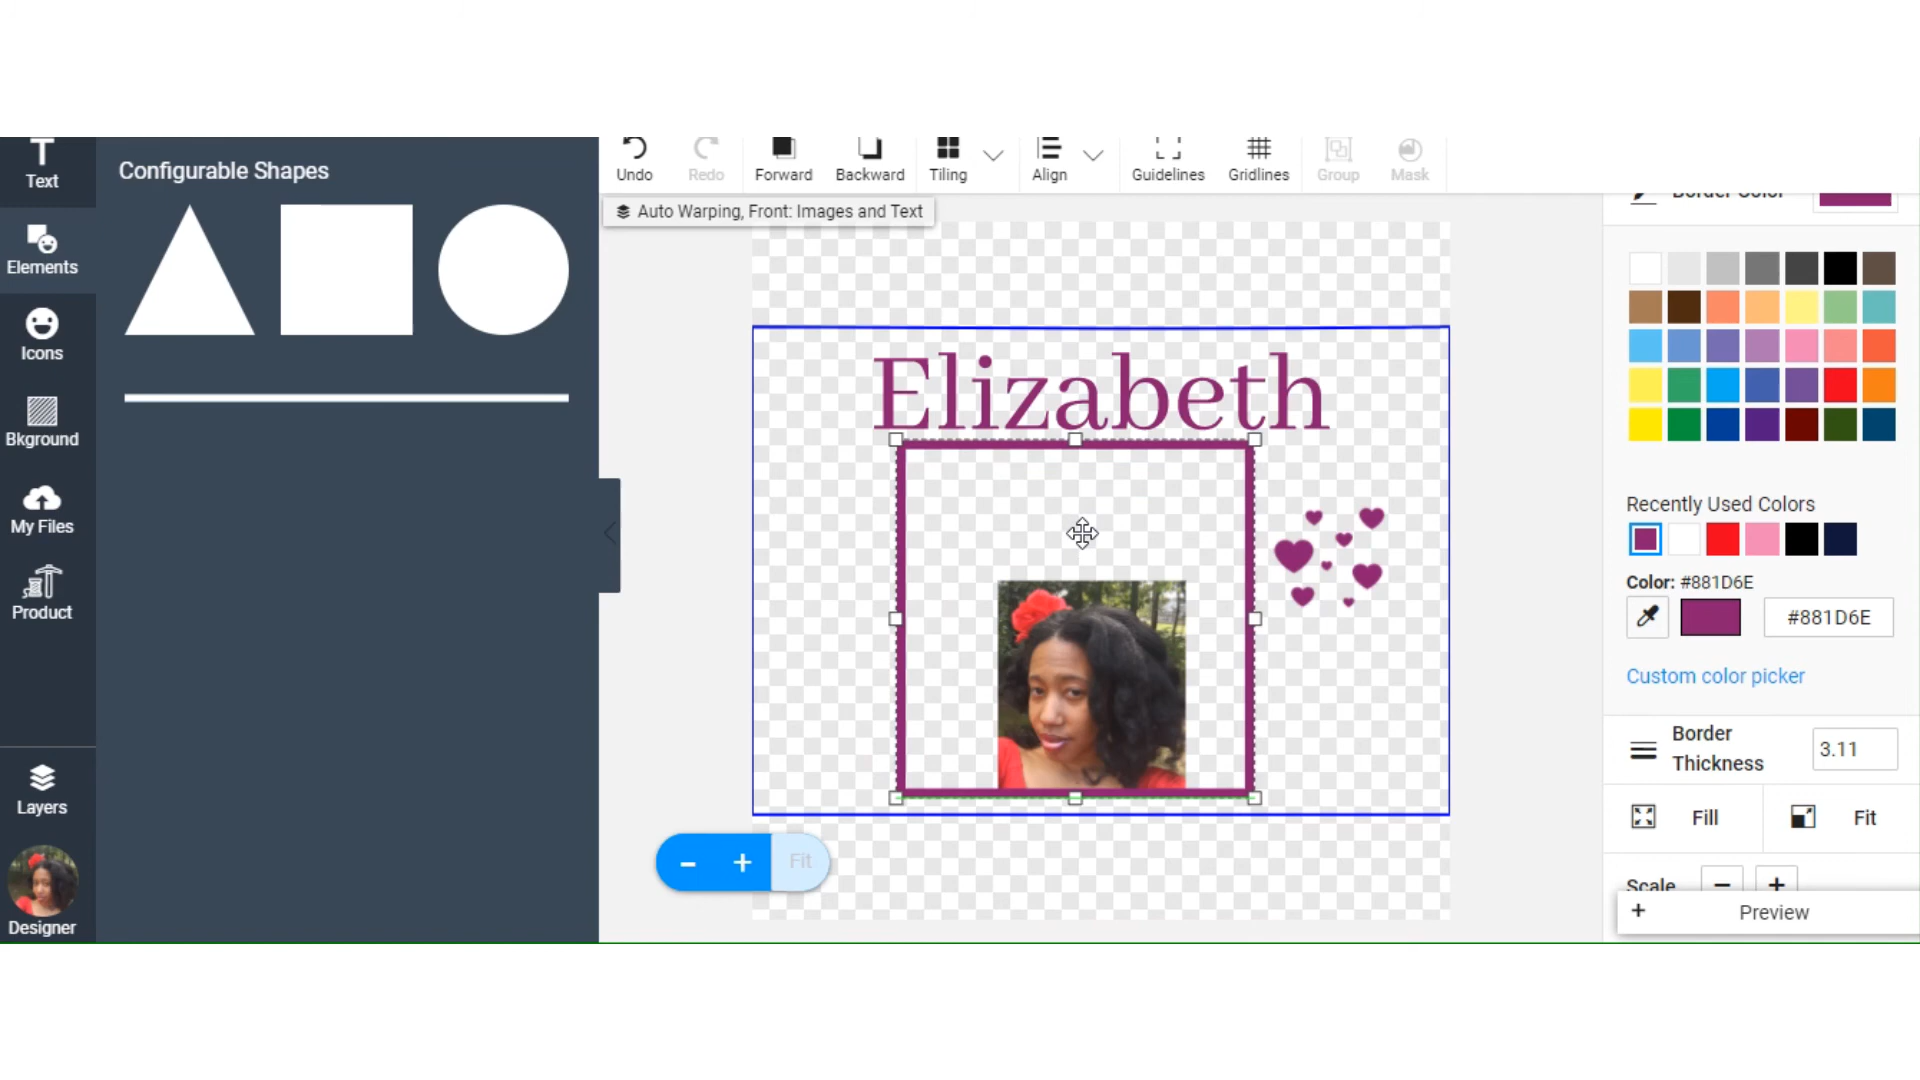 Text
Elements
Icons
Bkground
My Files
Product
Layers
Designer
Configurable Shapes
Undo
Redo
Forward
Backward
Tiling
Align
Guidelines
Gridlines
Group
Mask
Auto Warping, Front: Images and Text
Elizabeth
- + Fit
Border Color
Recently Used Colors
Color: #881D6E
#881D6E
Custom color picker
Border
Thickness
3.11
Fill
Fit
Scale
- +
+ Preview